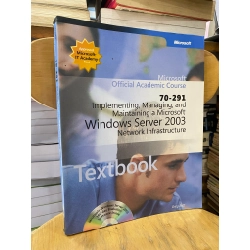 Microsoft
Microsoft
IT Academy
Microsoft
Official Academic Course
70-291
Implementing, Managing, and
Maintaining a Microsoft
Windows Server 2003
Network Infrastructure
Textbook